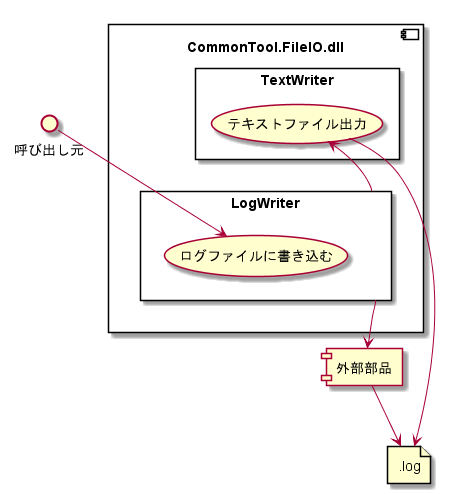 CommonTool.FileIO.dll
TextWriter
テキストファイル出力
呼び出し元
LogWriter
ログファイルに書き込む
外部部品
.log